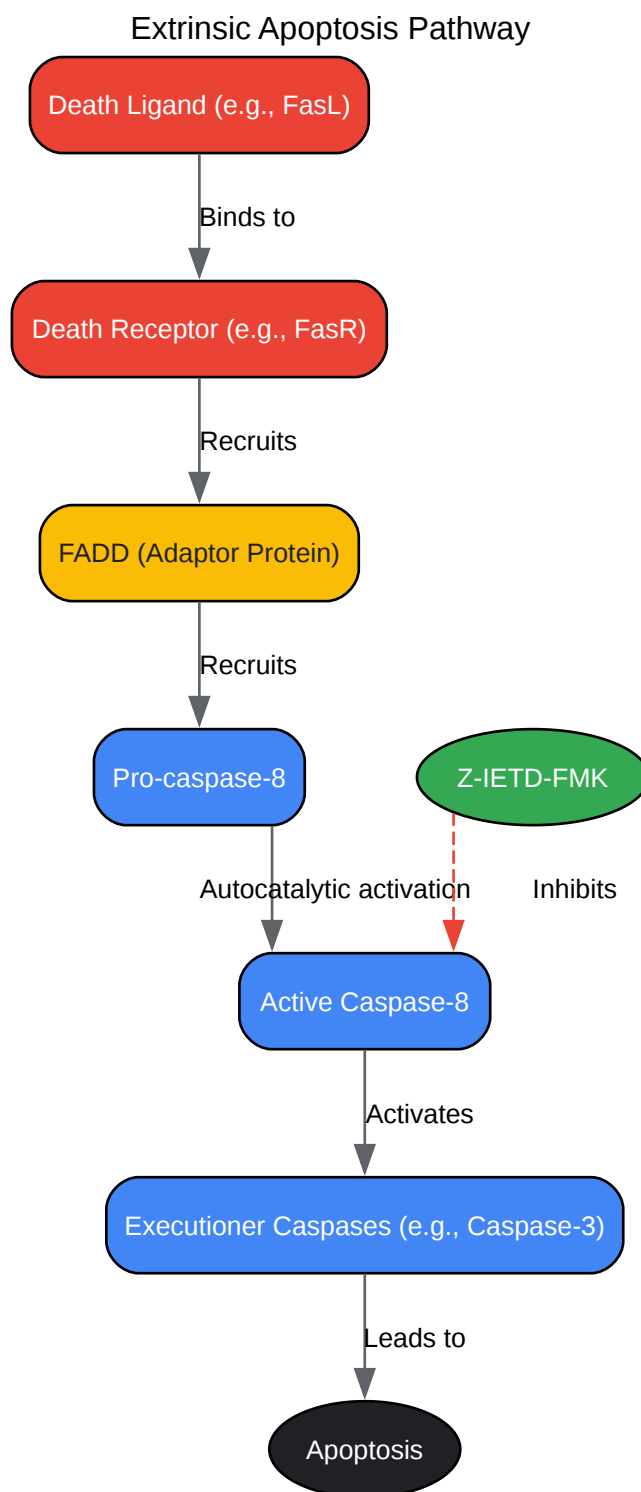 Extrinsic Apoptosis Pathway
Death Ligand (e.g., FasL)
Binds to
Death Receptor (e.g., FasR)
Recruits
FADD (Adaptor Protein)
Recruits
Pro-caspase-8
Z-IETD-FMK
Autocatalytic activation
Inhibits
Active Caspase-8
Activates
Executioner Caspases (e.g., Caspase-3)
Leads to
Apoptosis